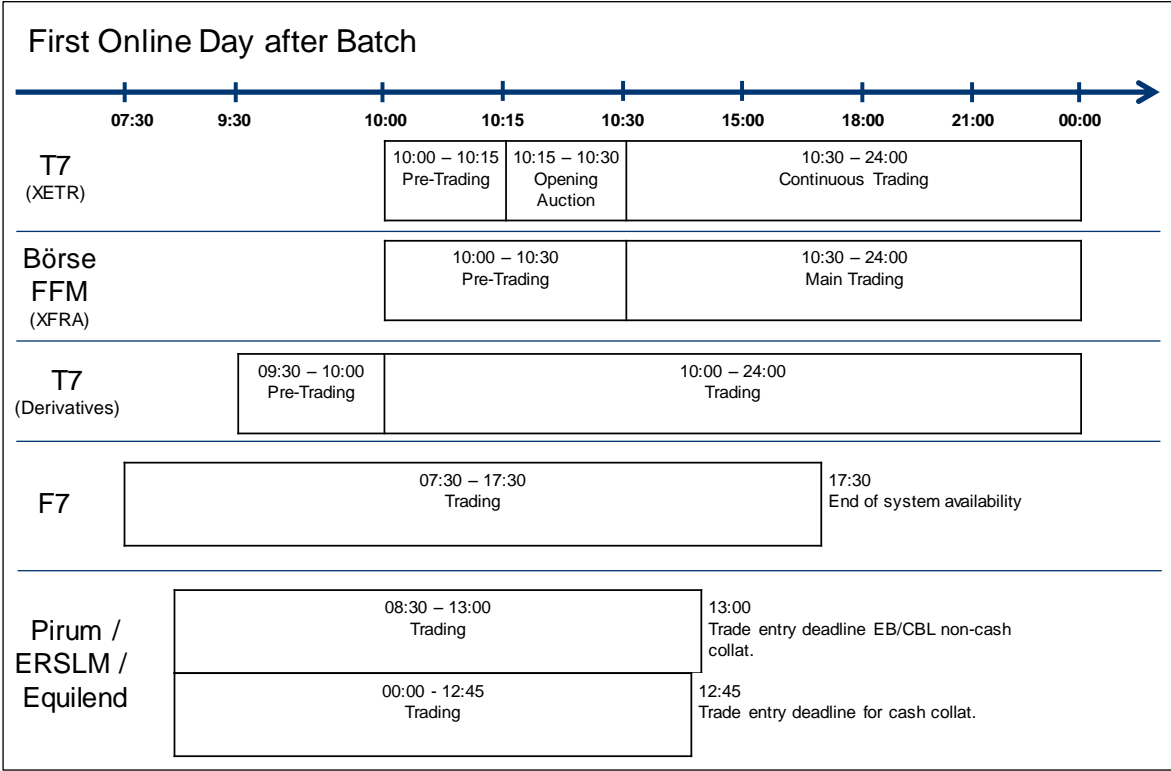 First Online Day after Batch
07:30 9:30 10:00 10:15 10:30 15:00 18:00 21:00 00:00
T7
(XETR)
10:00 – 10:15
Pre-Trading
10:15 – 10:30
Opening
Auction
10:30 – 24:00
Continuous Trading
Börse
FFM
(XFRA)
10:00 – 10:30
Pre-Trading
10:30 – 24:00
Main Trading
T7
(Derivatives)
09:30 – 10:00
Pre-Trading
10:00 – 24:00
Trading
F7
07:30 – 17:30
Trading
17:30
End of system availability
Pirum /
ERSLM /
Equilend
08:30 – 13:00
Trading
13:00
Trade entry deadline EB/CBL non-cash
collat.
00:00 - 12:45
Trading
12:45
Trade entry deadline for cash collat.